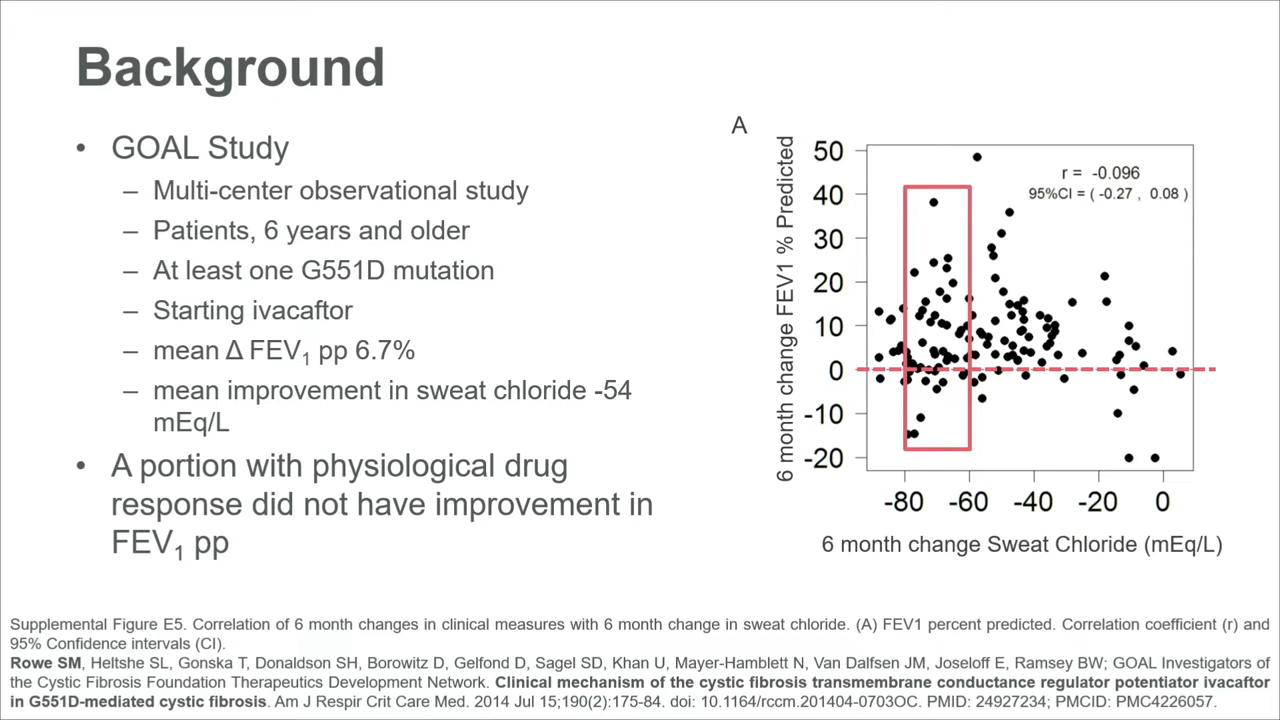 Background
• GOAL Study
– Multi-center observational study
– Patients, 6 years and older
– At least one G551D mutation
– Starting ivacaftor
– mean Δ FEV1 pp 6.7%
– mean improvement in sweat chloride -54
mEq/L
• A portion with physiological drug
response did not have improvement in
FEV1 pp
A
6 month change FEV1 % Predicted
50
40
30
20
10
0
-10
-20
r = -0.096
95%CI = ( -0.27 , 0.08 )
-80 -60 -40 -20 0
6 month change Sweat Chloride (mEq/L)
Supplemental Figure E5. Correlation of 6 month changes in clinical measures with 6 month change in sweat chloride. (A) FEV1 percent predicted. Correlation coefficient (r) and
95% Confidence intervals (CI).
Rowe SM, Heltshe SL, Gonska T, Donaldson SH, Borowitz D, Gelfond D, Sagel SD, Khan U, Mayer-Hamblett N, Van Dalfsen JM, Joseloff E, Ramsey BW; GOAL Investigators of
the Cystic Fibrosis Foundation Therapeutics Development Network. Clinical mechanism of the cystic fibrosis transmembrane conductance regulator potentiator ivacaftor
in G551D-mediated cystic fibrosis. Am J Respir Crit Care Med. 2014 Jul 15;190(2):175-84. doi: 10.1164/rccm.201404-0703OC. PMID: 24927234; PMCID: PMC4226057.